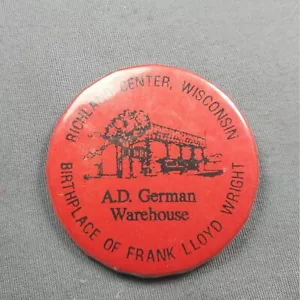 RICHLAND CENTER, WISCONSIN
A.D. German
Warehouse
BIRTHPLACE OF FRANK LLOYD WRIGHT